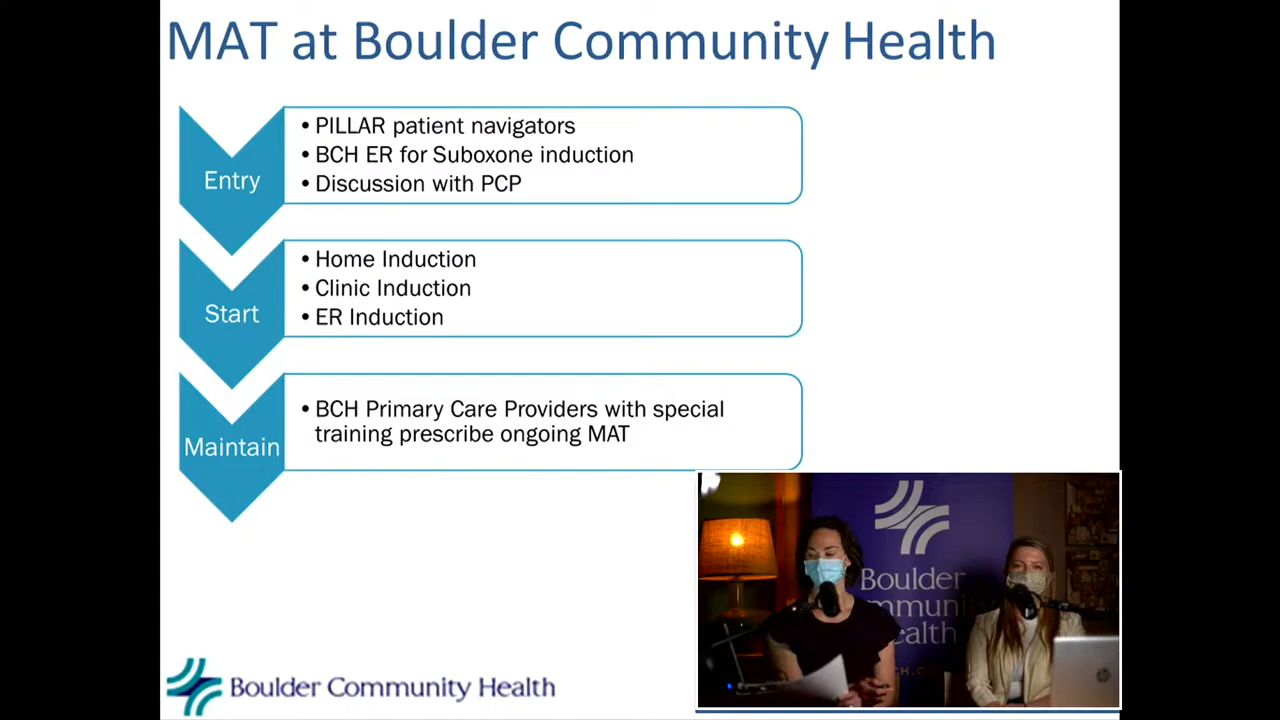 MAT at Boulder Community Health
Entry
• PILLAR patient navigators
• BCH ER for Suboxone induction
• Discussion with PCP
Start
• Home Induction
• Clinic Induction
• ER Induction
Maintain
• BCH Primary Care Providers with special
training prescribe ongoing MAT
Boulder
Health
Boulder Community Health